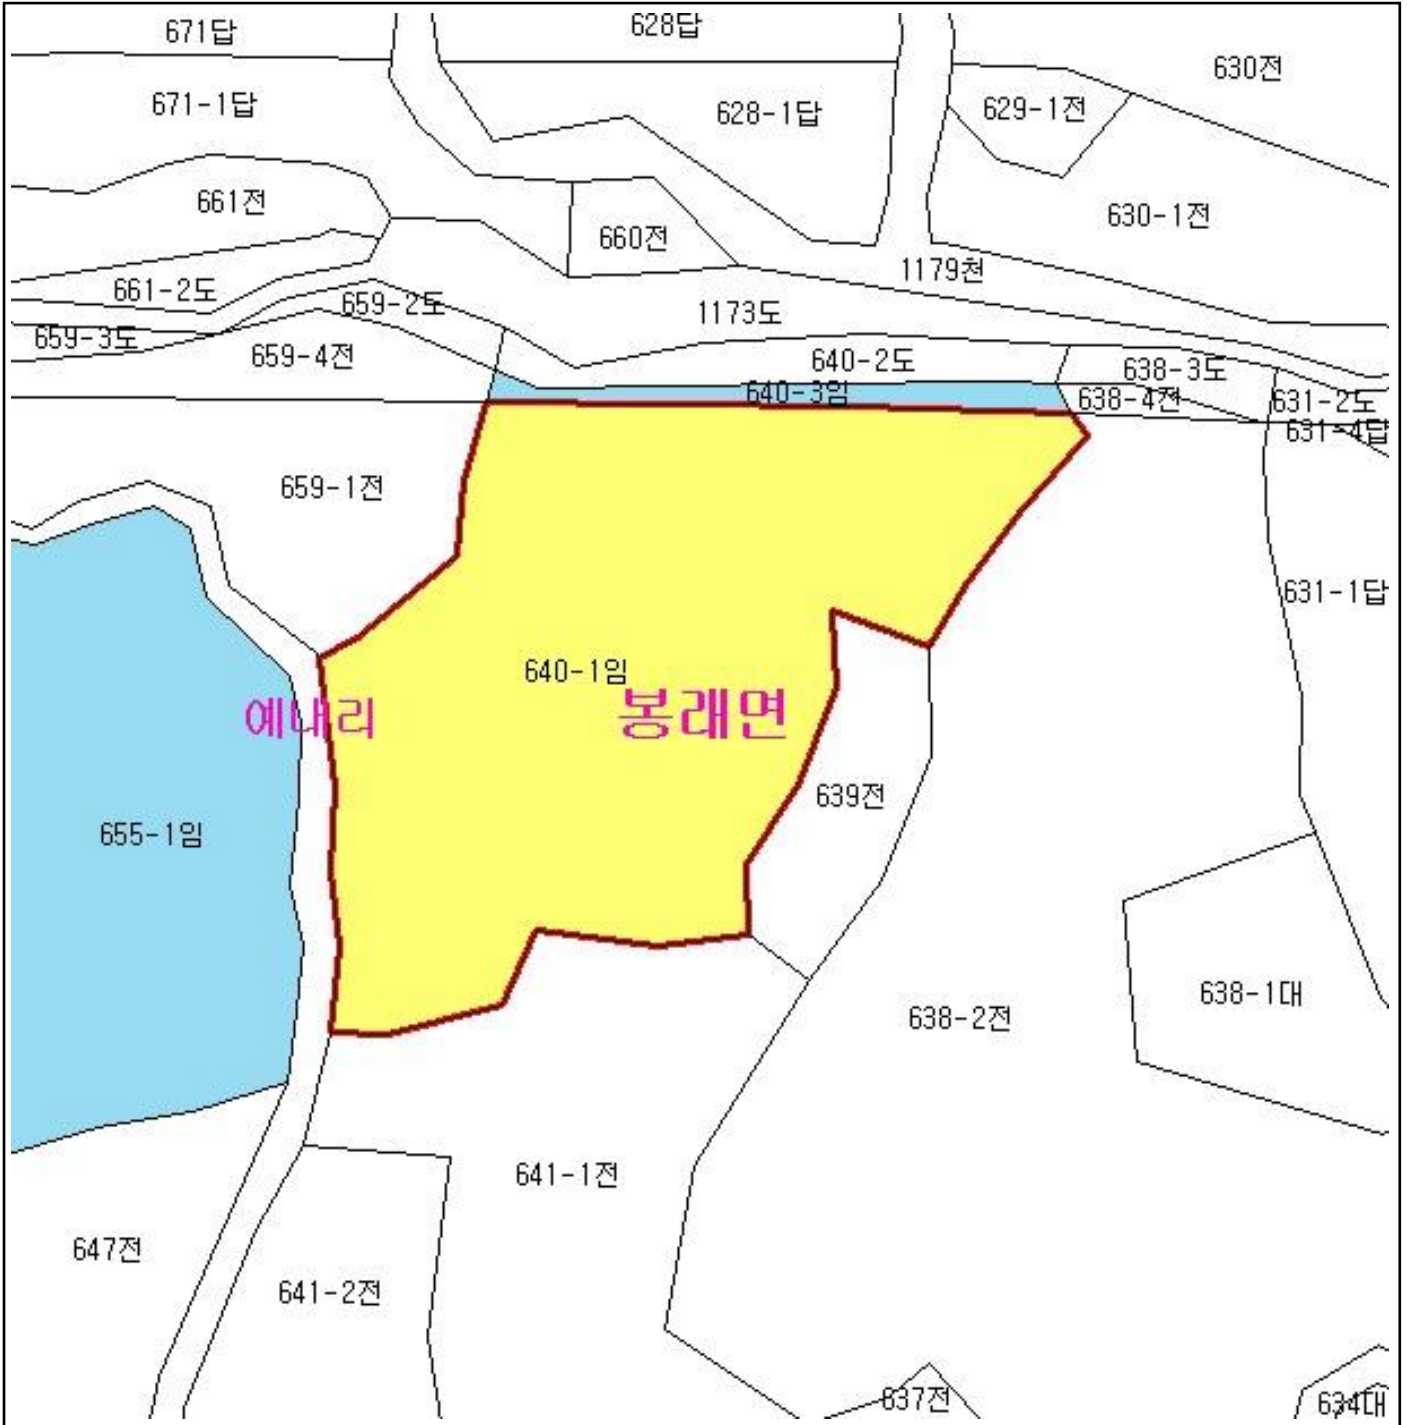 671답
628답
630전
671-1답
628-1답
629-1전
661전
660전
630-1전
1179천
661-2도
659-2도
1173도
659-3도
659-4전
640-2도
638-3도
640-3임
638-4전
631-2도
631-4답
659-1전
631-1답
640-1임
예내리
봉래면
639전
655-1임
638-1대
638-2전
641-1전
647전
641-2전
637전
634대